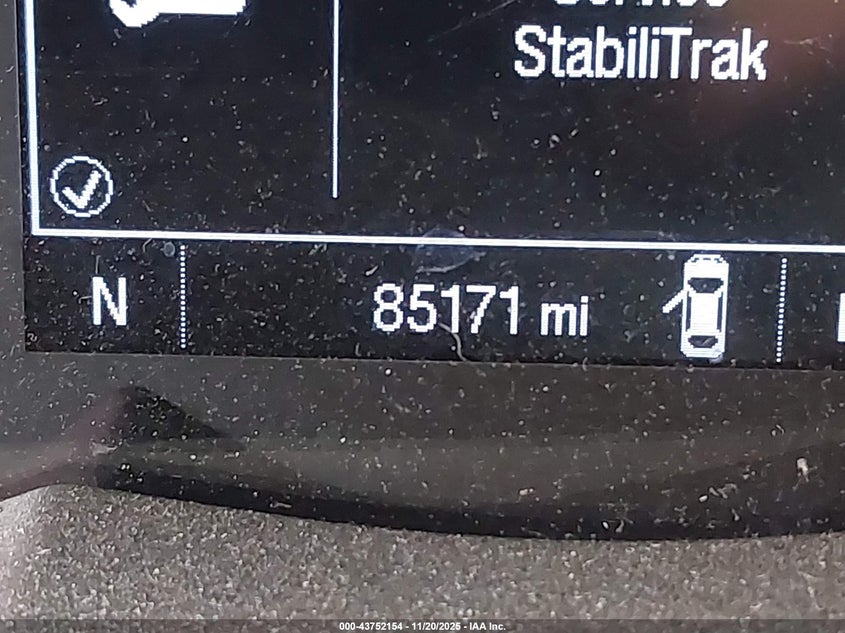 StabiliTrak
N
85171 mi
000-43752154 - 11/20/2025 - IAA Inc.